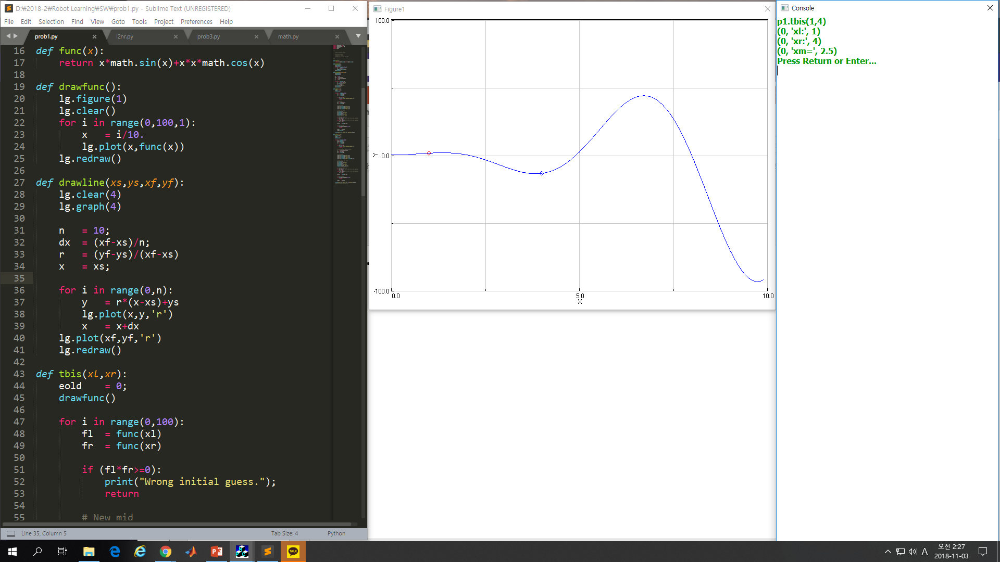 D:₩2018-2₩Robot Learning₩SW₩prob1.py - Sublime Text (UNREGISTERED)
File Edit Selection Find View Goto Tools Project Preferences Help
prob1.py l2nr.py prob3.py math.py
16 def func(x):
17     return x*math.sin(x)+x*x*math.cos(x)
18
19 def drawfunc():
20     lg.figure(1)
21     lg.clear()
22     for i in range(0,100,1):
23         x   = i/10.
24         lg.plot(x,func(x))
25     lg.redraw()
26
27 def drawline(xs,ys,xf,yf):
28     lg.clear(4)
29     lg.graph(4)
30
31     n   = 10;
32     dx  = (xf-xs)/n;
33     r   = (yf-ys)/(xf-xs)
34     x   = xs;
35
36     for i in range(0,n):
37         y   = r*(x-xs)+ys
38         lg.plot(x,y,'r')
39         x   = x+dx
40     lg.plot(xf,yf,'r')
41     lg.redraw()
42
43 def tbis(xl,xr):
44     eold    = 0;
45     drawfunc()
46
47     for i in range(0,100):
48         fl  = func(xl)
49         fr  = func(xr)
50
51         if (fl*fr>=0):
52             print("Wrong initial guess.");
53             return
54
55         # New mid
Line 35, Column 5 Tab Size: 4 Python
Figure1
100.0
Y 0.0
-100.0
0.0 5.0 10.0
X
Console
p1.tbis(1,4)
(0, 'xl:', 1)
(0, 'xr:', 4)
(0, 'xm=', 2.5)
Press Return or Enter...
TALK
A
오전 2:27
2018-11-03